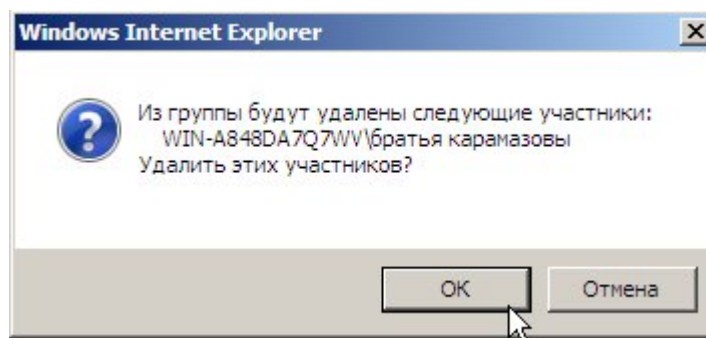 Windows Internet Explorer
Из группы будут удалены следующие участники:
WIN-A848DA7Q7WV\братья карамазовы
Удалить этих участников?
OK
Отмена